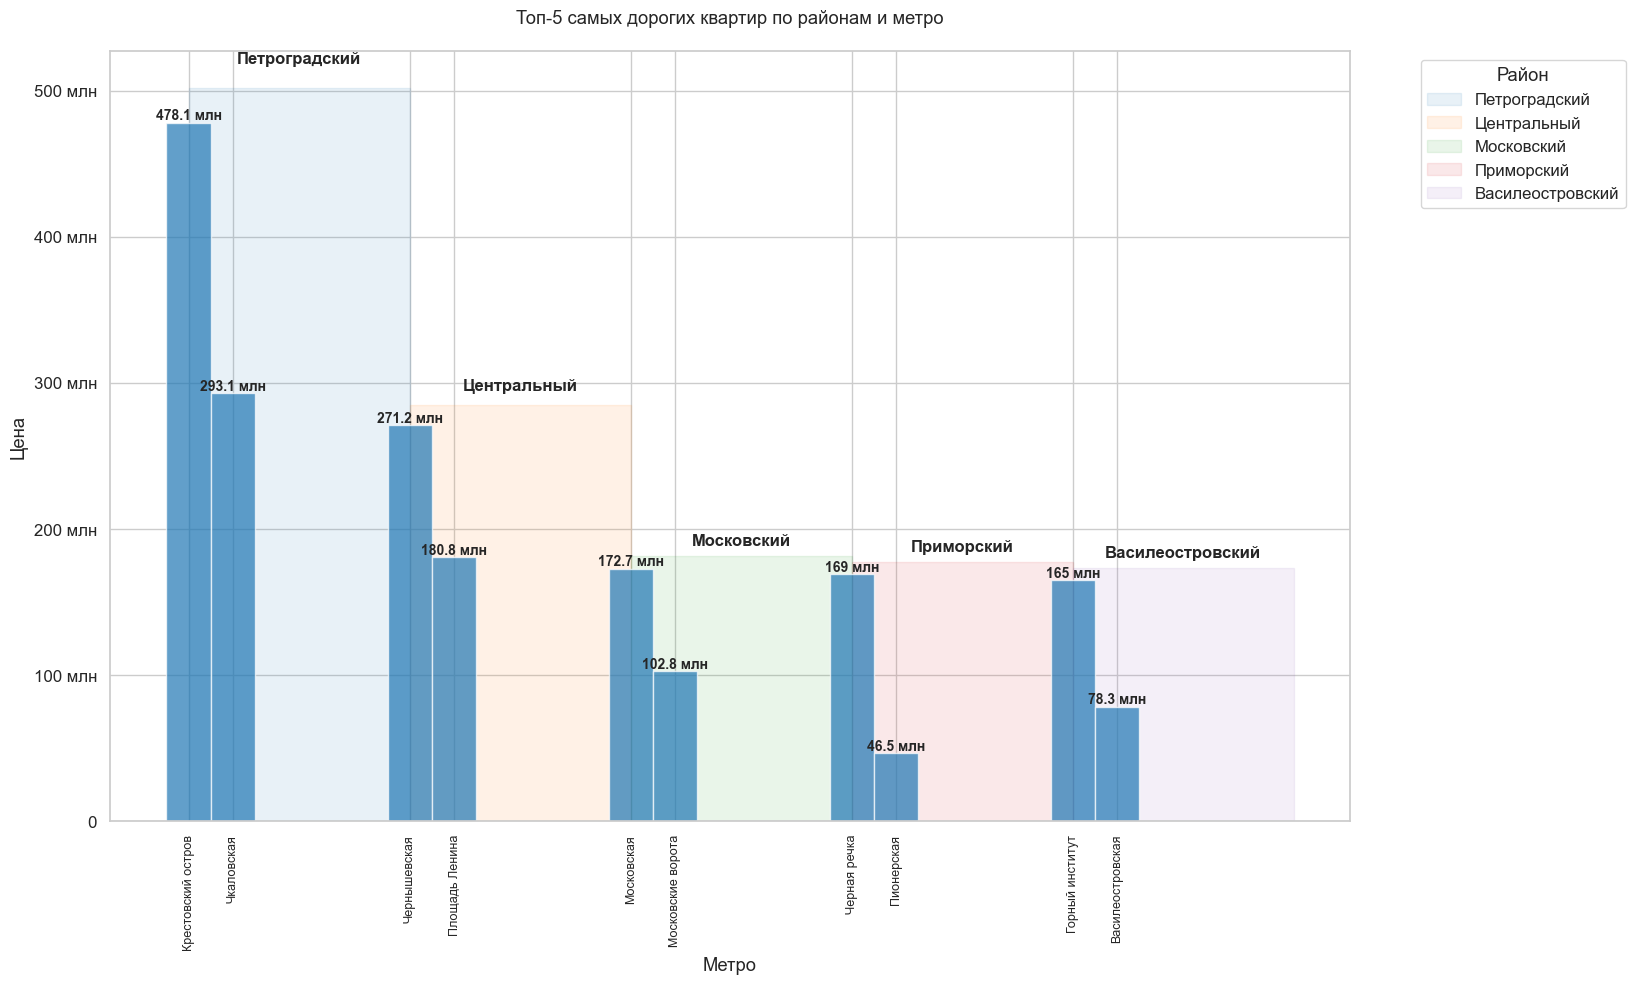 Топ-5 самых дорогих квартир по районам и метро
Район
Петроградский
Центральный
Московский
Приморский
Василеостровский
Цена
500 млн
400 млн
300 млн
200 млн
100 млн
0
Петроградский
478.1 млн
293.1 млн
Центральный
271.2 млн
180.8 млн
Московский
172.7 млн
102.8 млн
Приморский
169 млн
46.5 млн
Василеостровский
165 млн
78.3 млн
Крестовский остров
Чкаловская
Чернышевская
Площадь Ленина
Московская
Московские ворота
Черная речка
Пионерская
Горный институт
Василеостровская
Метро